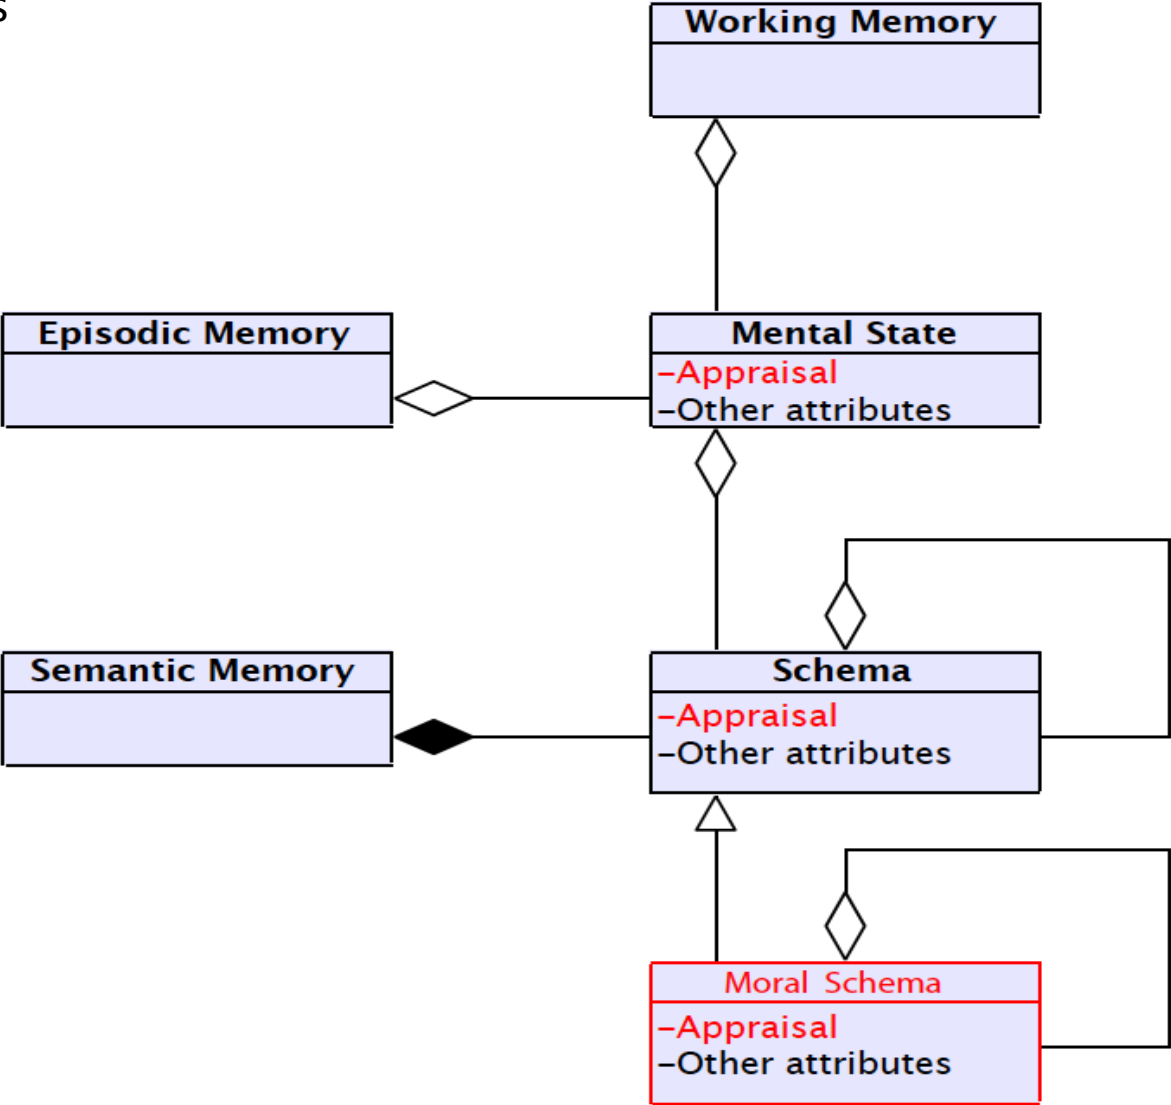 s
Working Memory
Episodic Memory
Mental State
–Appraisal
–Other attributes
Semantic Memory
Schema
–Appraisal
–Other attributes
Moral Schema
–Appraisal
–Other attributes